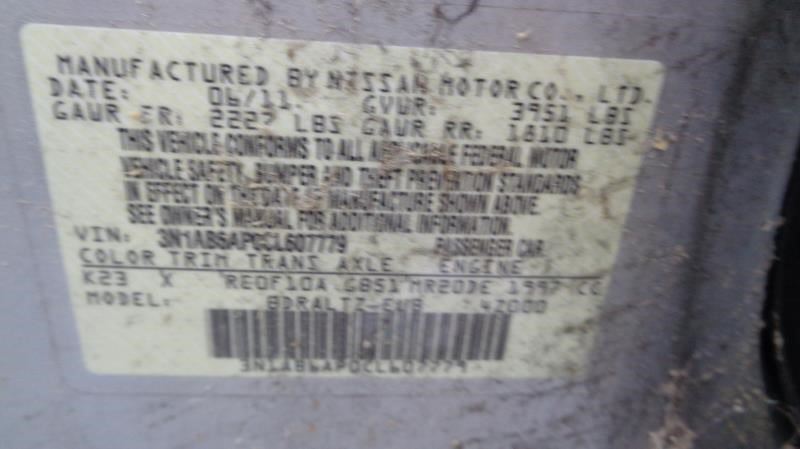 MANUFACTURED BY NISSAN MOTOR CO., LTD.
DATE: 06/11 GVWR: 3951 LBS
GAWR FR: 2227 LBS GAWR RR: 1810 LBS
THIS VEHICLE CONFORMS TO ALL APPLICABLE FEDERAL MOTOR
VEHICLE SAFETY, BUMPER AND THEFT PREVENTION STANDARDS
IN EFFECT ON THE DATE OF MANUFACTURE SHOWN ABOVE.
SEE OWNER'S MANUAL FOR ADDITIONAL INFORMATION
VIN: 3N1AB6AP0CL607779 PASSENGER CAR
COLOR TRIM TRANS AXLE ENGINE
K23 X RE0F10A GB51 MR20DE 1997 CC
MODEL: BDRALTZ-EUB 4Z000
3N1AB6AP0CL607779